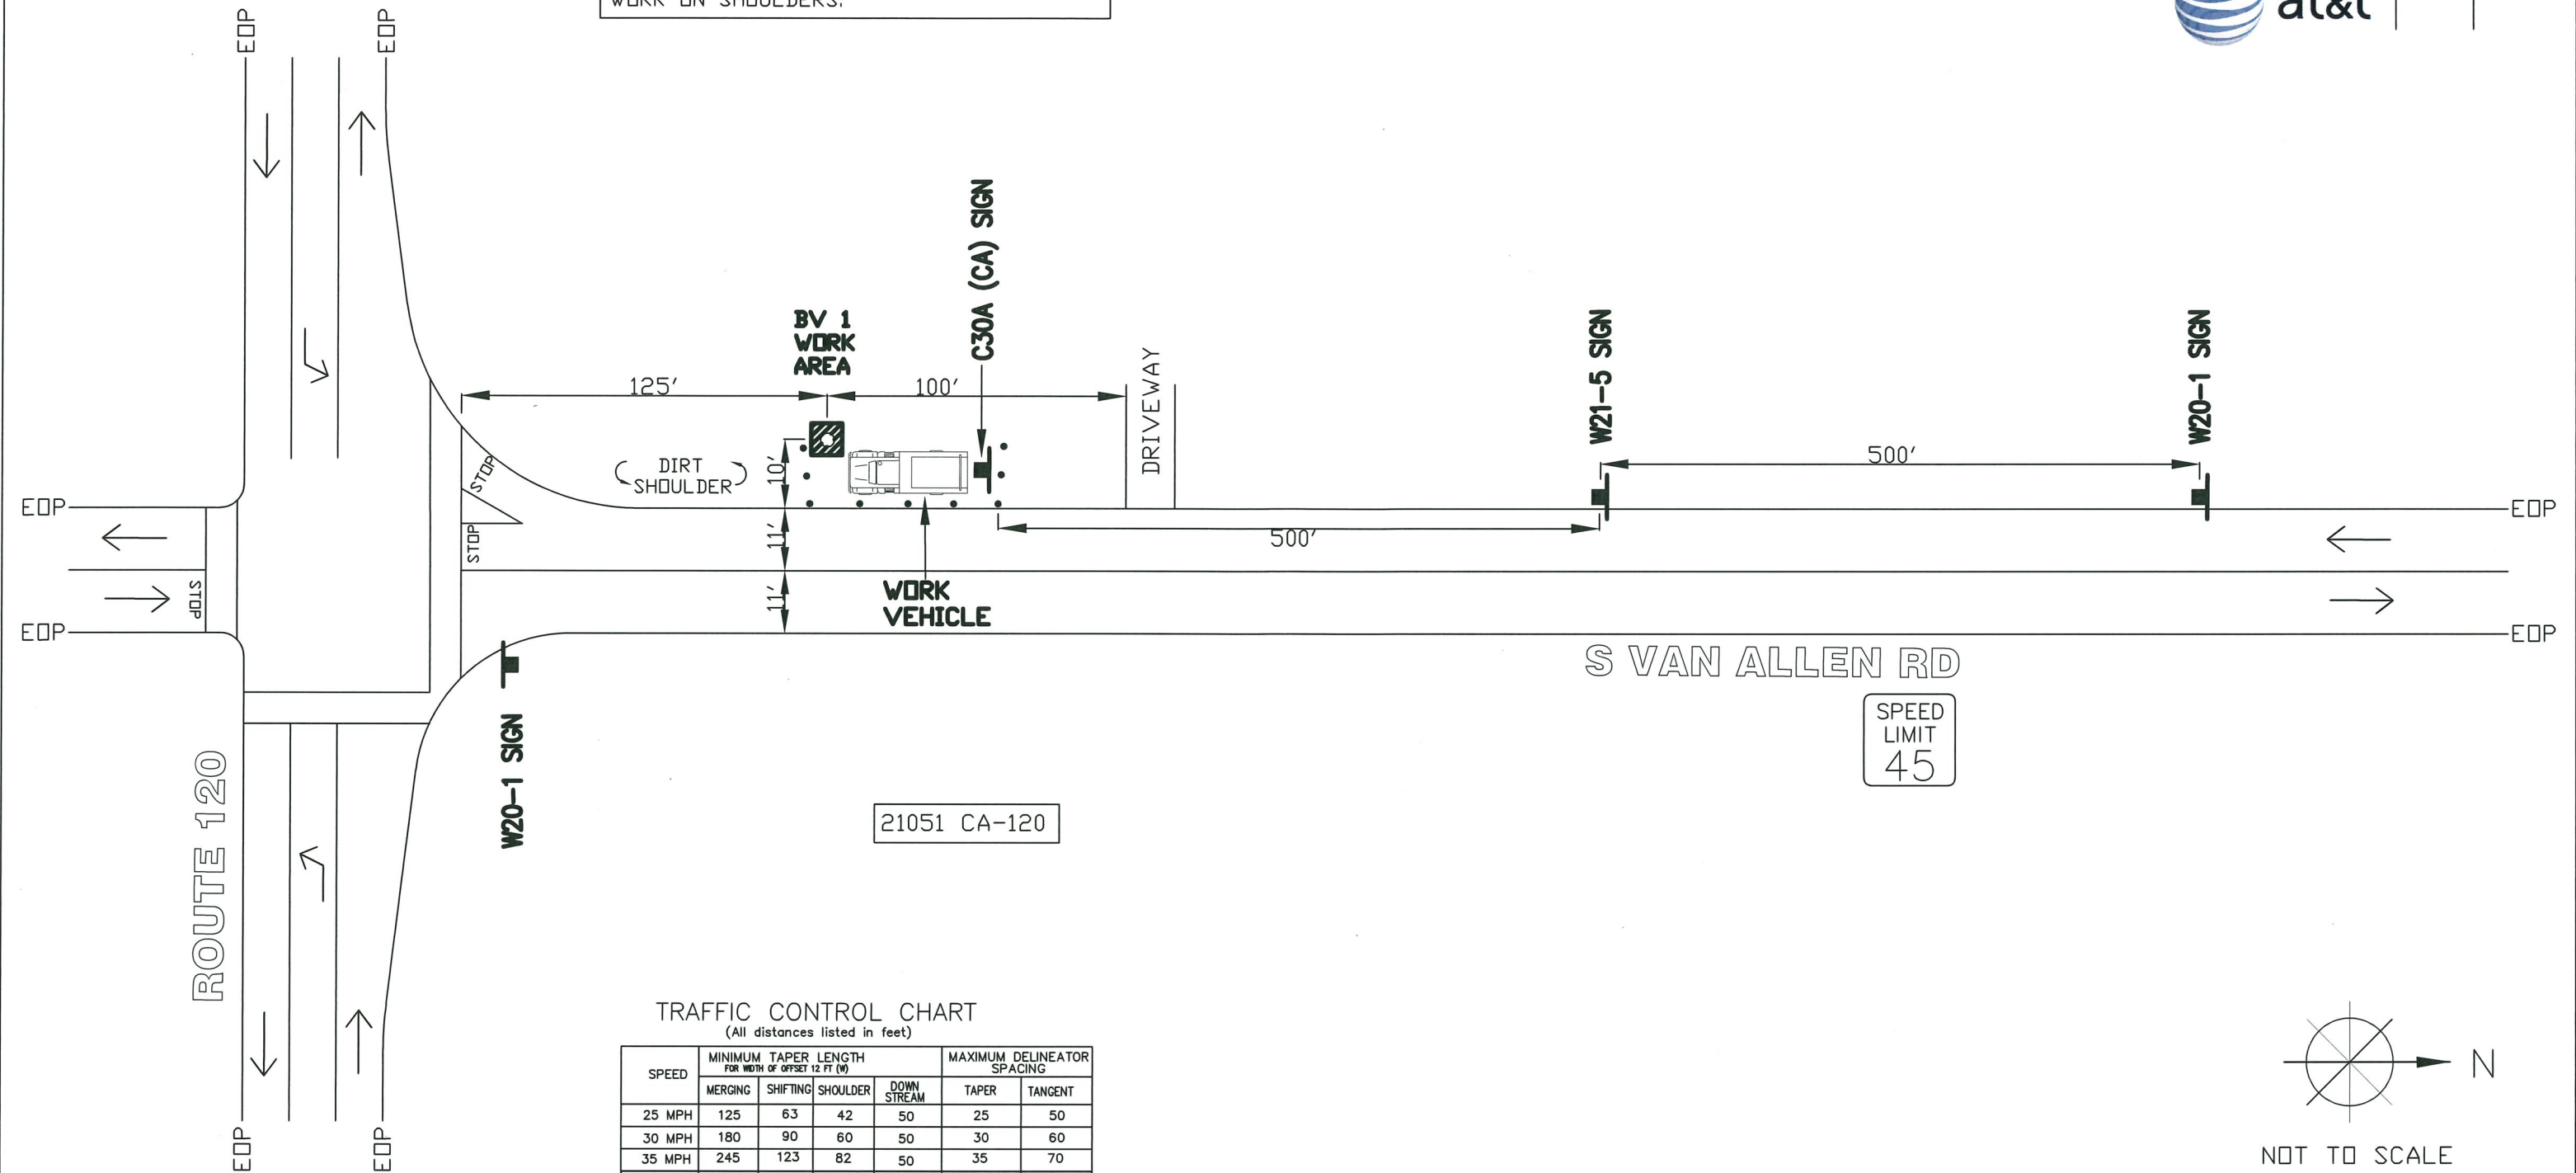 WORK ON SHOULDERS.
at&t
EOP
EOP
C30A (CA) SIGN
BV 1
WORK
AREA
W21-5 SIGN
W20-1 SIGN
125'
100'
DRIVEWAY
500'
DIRT
SHOULDER
10'
STOP
EOP
EOP
STOP
11'
500'
STOP
11'
WORK
VEHICLE
EOP
EOP
S VAN ALLEN RD
W20-1 SIGN
SPEED
LIMIT
45
ROUTE 120
21051 CA-120
TRAFFIC CONTROL CHART
(All distances listed in feet)
SPEED
MINIMUM TAPER LENGTH
FOR WIDTH OF OFFSET 12 FT (W)
MAXIMUM DELINEATOR
SPACING
MERGING SHIFTING SHOULDER DOWN STREAM TAPER TANGENT
25 MPH 125 63 42 50 25 50
30 MPH 180 90 60 50 30 60
35 MPH 245 123 82 50 35 70
N
NOT TO SCALE
EOP
EOP